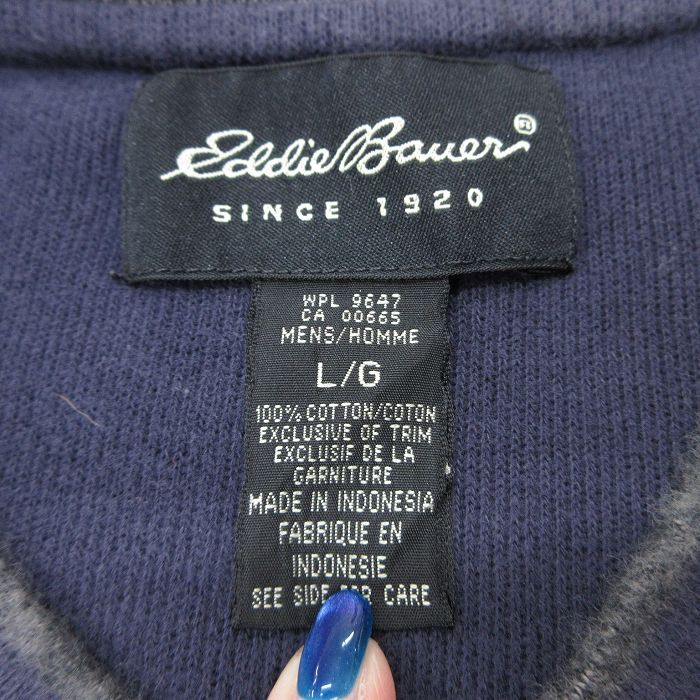 Eddie Bauer®
SINCE 1920
WPL 9647
CA 00665
MENS/HOMME
L/G
100% COTTON/COTON
EXCLUSIVE OF TRIM
EXCLUSIF DE LA
GARNITURE
MADE IN INDONESIA
FABRIQUE EN
INDONESIE
SEE SIDE FOR CARE